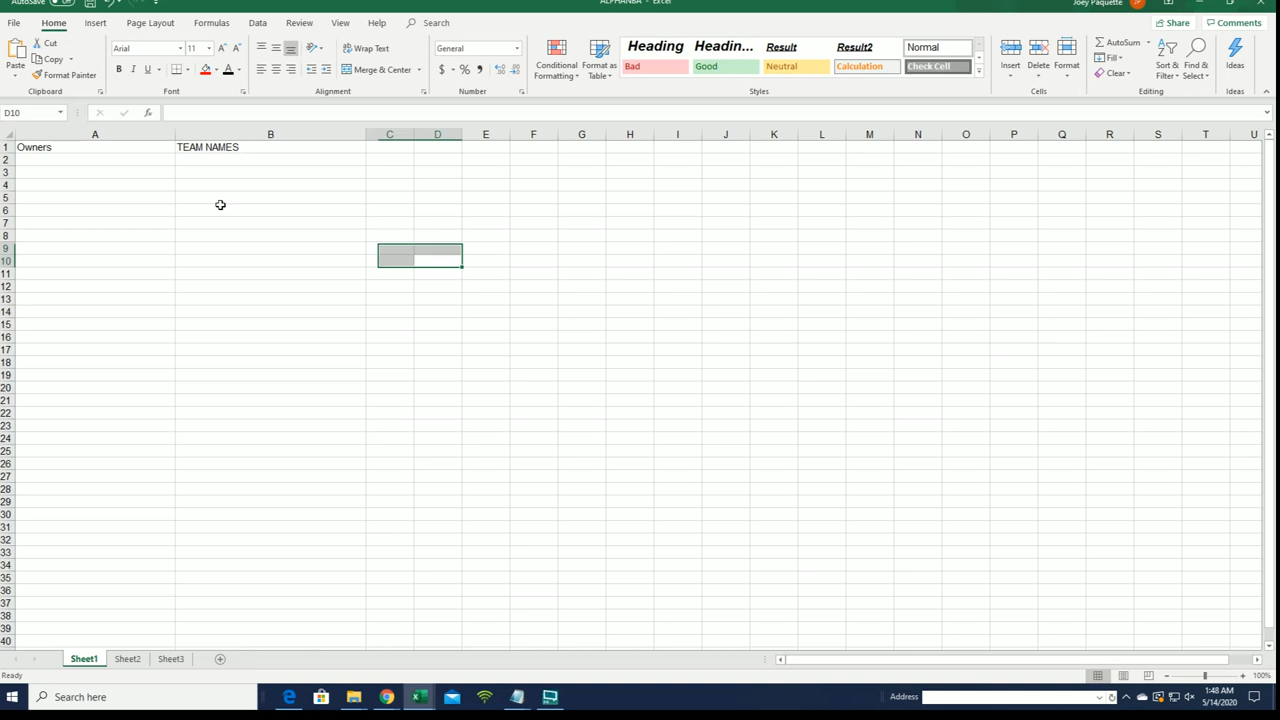 AutoSave Off ALPHANBA - Excel Joey Paquette JP
File Home Insert Page Layout Formulas Data Review View Help Search Share Comments
Paste Cut Copy Format Painter Clipboard
Arial 11 A A B I U A Font
Wrap Text Merge & Center Alignment
General $ % , Number
Conditional Formatting Format as Table
Heading Headin... Result Result2 Normal
Bad Good Neutral Calculation Check Cell
Styles
Insert Delete Format Cells
AutoSum Fill Clear Sort & Filter Find & Select Editing
Ideas Ideas
D10 fx
A B C D E F G H I J K L M N O P Q R S T U
1 Owners TEAM NAMES
2
3
4
5
6
7
8
9
10
11
12
13
14
15
16
17
18
19
20
21
22
23
24
25
26
27
28
29
30
31
32
33
34
35
36
37
38
39
40
Sheet1 Sheet2 Sheet3
Ready 100%
Search here Address 1:48 AM
5/14/2020